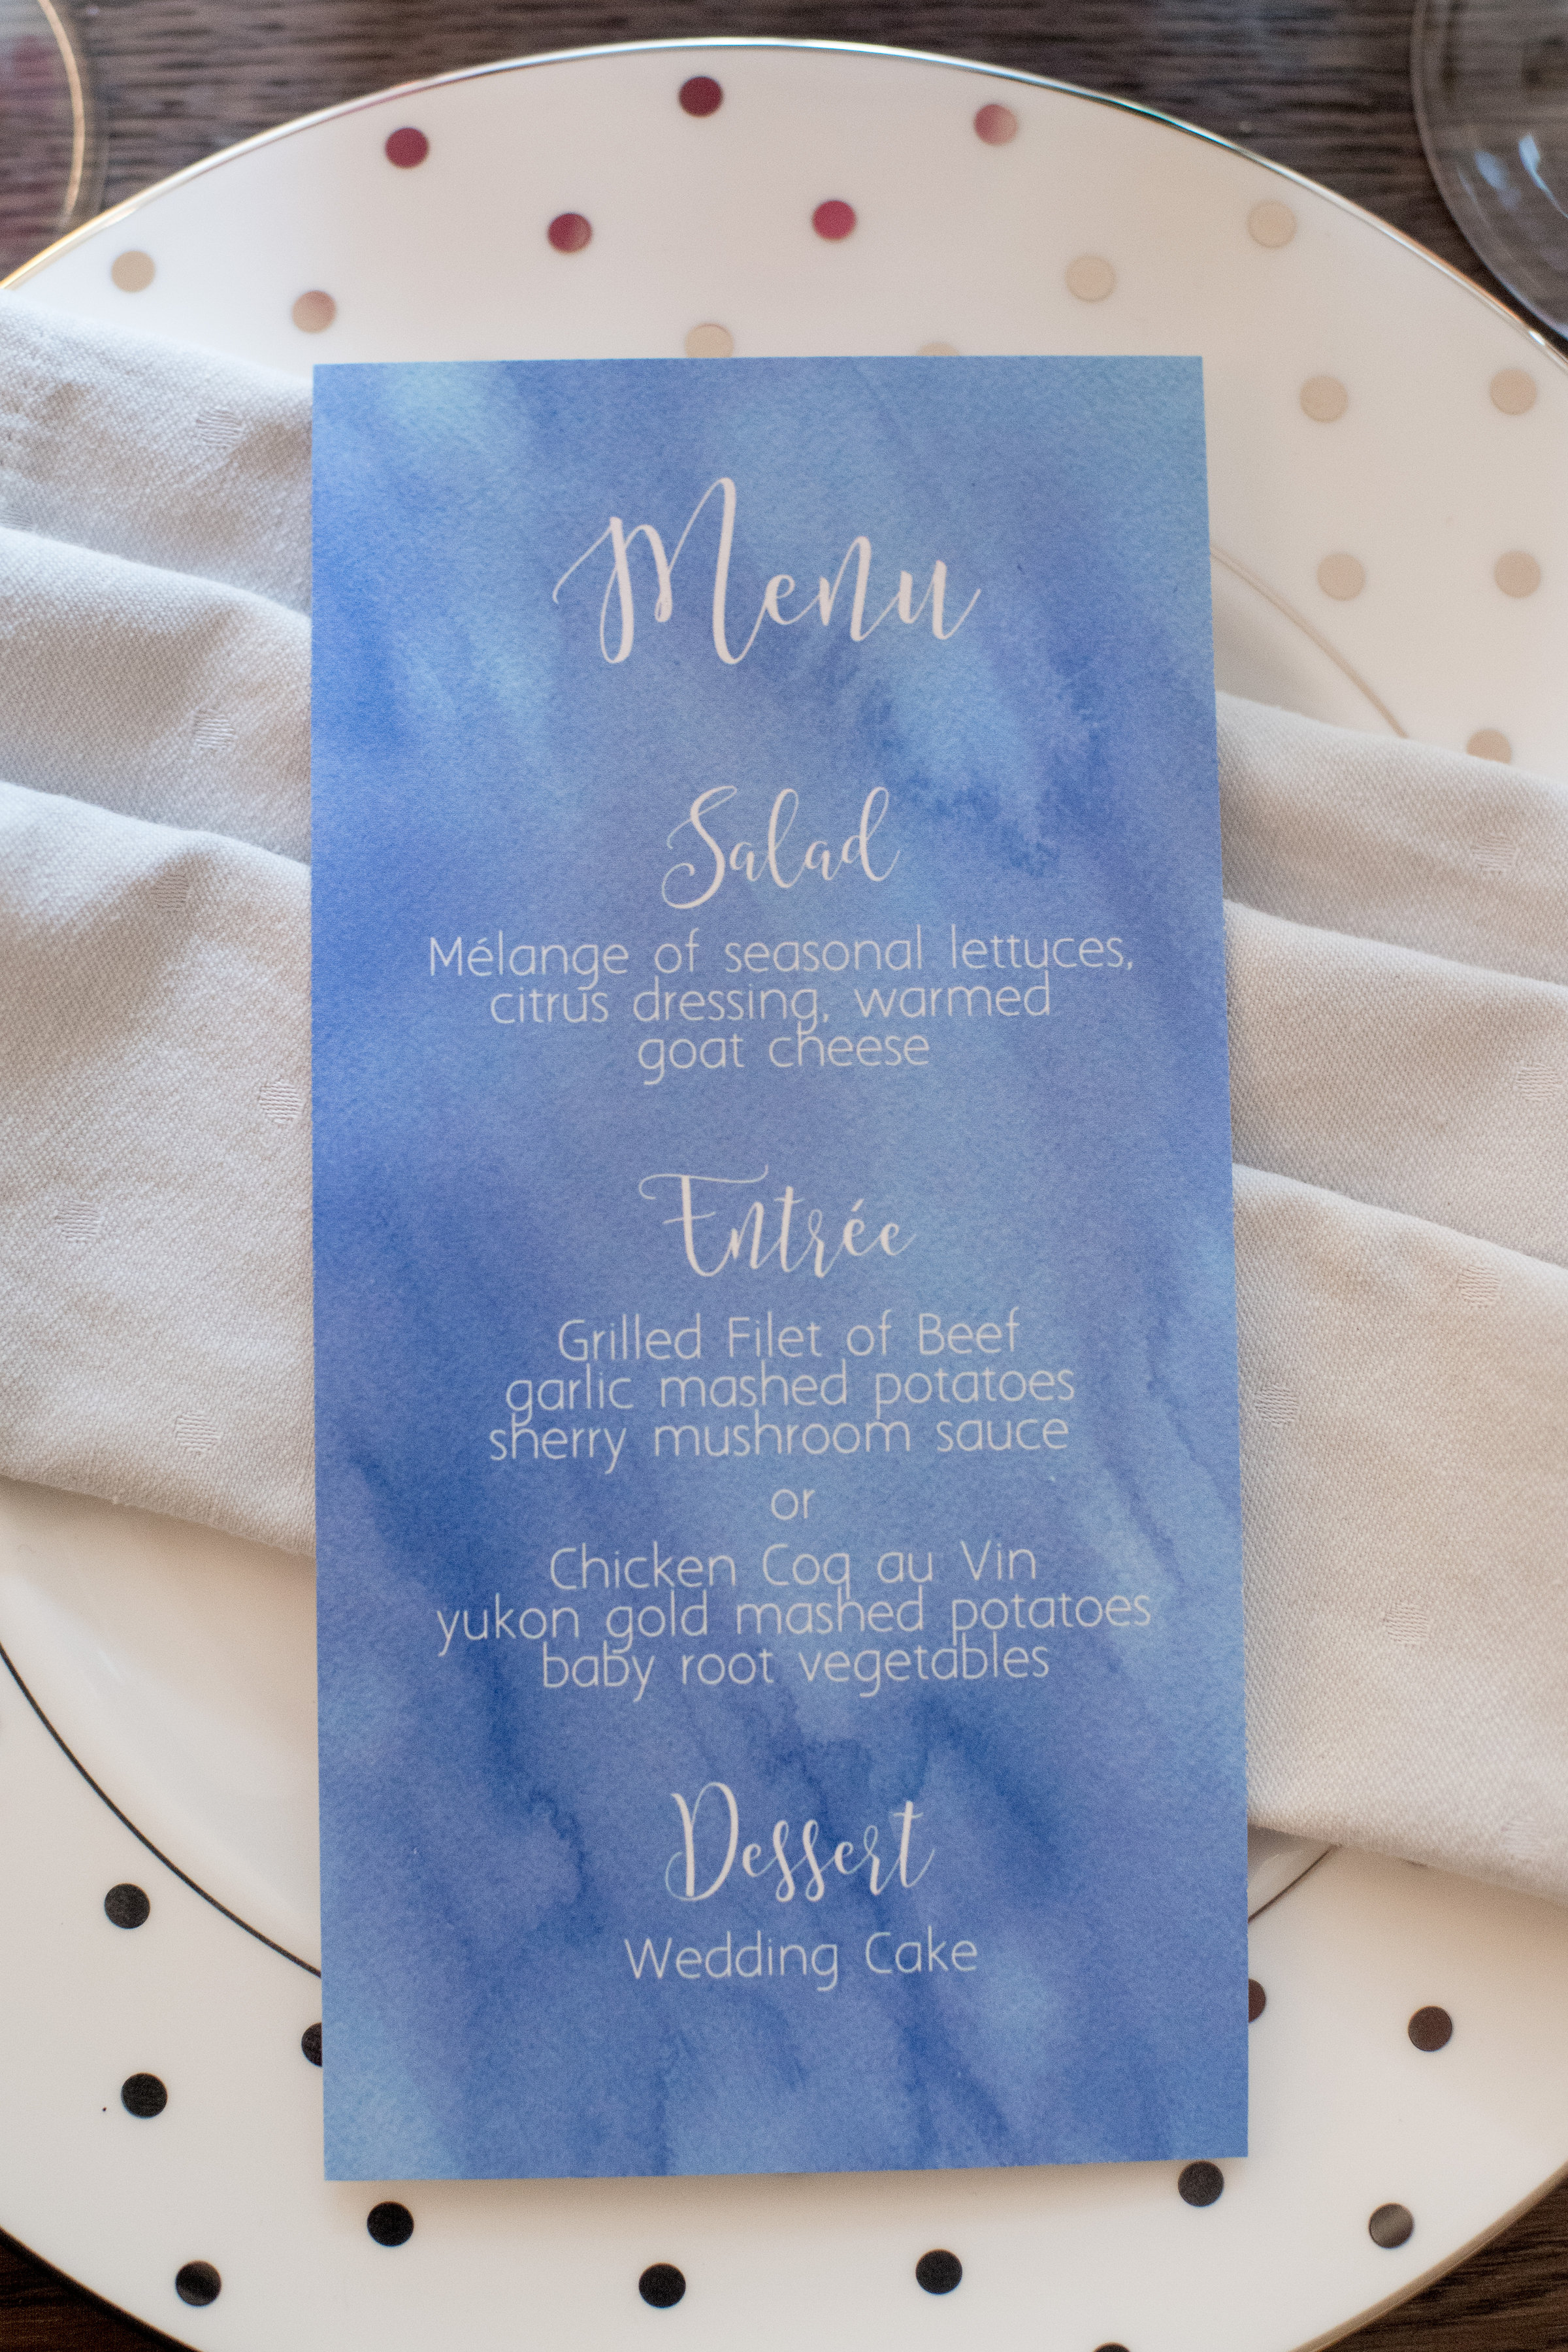 Menu
Salad
Mélange of seasonal lettuces,
citrus dressing, warmed
goat cheese
Entrée
Grilled Filet of Beef
garlic mashed potatoes
sherry mushroom sauce
or
Chicken Coq au Vin
yukon gold mashed potatoes
baby root vegetables
Dessert
Wedding Cake